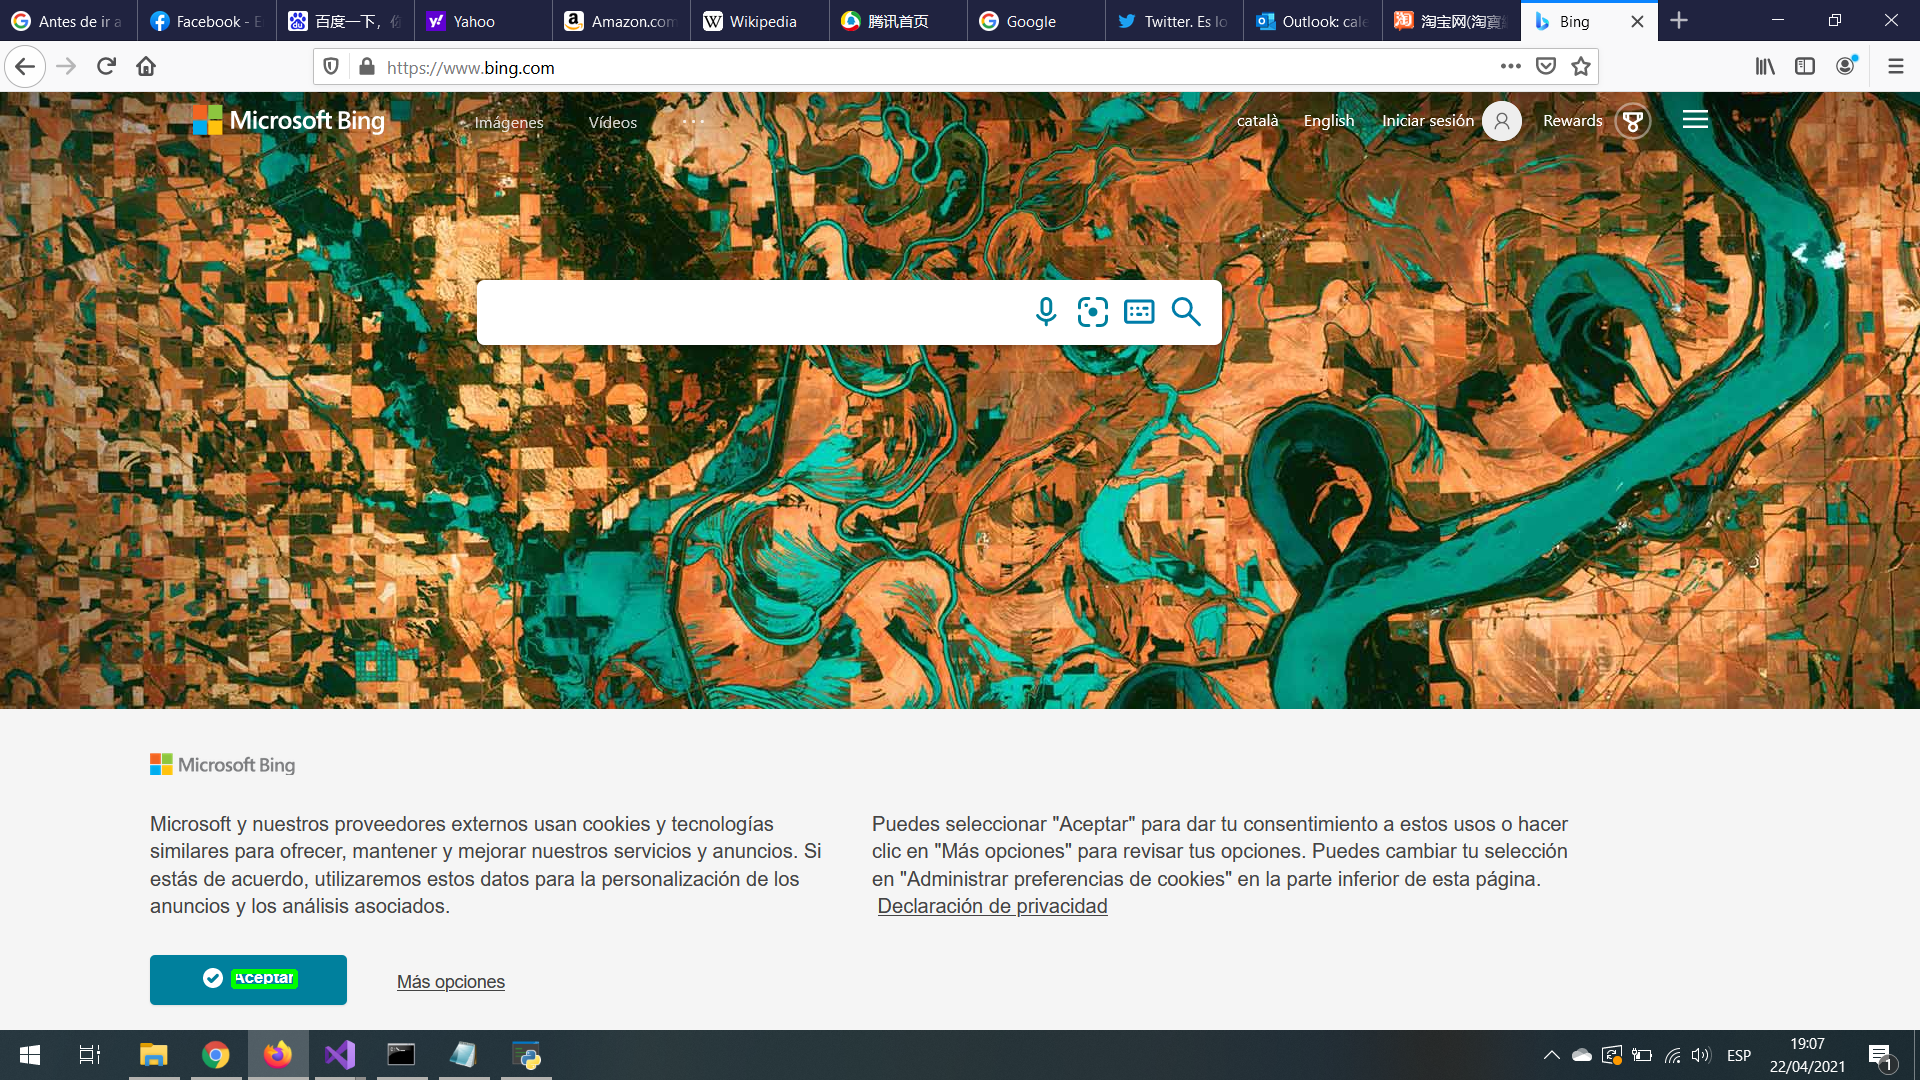 Antes de ir a
Facebook - E
百度一下，
Yahoo
Amazon.com
Wikipedia
腾讯首页
Google
Twitter. Es lo
Outlook: cale
淘宝网(淘寶
Bing
https://www.bing.com
Microsoft Bing
Imágenes
Vídeos
català
English
Iniciar sesión
Rewards
Microsoft Bing
Microsoft y nuestros proveedores externos usan cookies y tecnologías
similares para ofrecer, mantener y mejorar nuestros servicios y anuncios. Si
estás de acuerdo, utilizaremos estos datos para la personalización de los
anuncios y los análisis asociados.
Puedes seleccionar "Aceptar" para dar tu consentimiento a estos usos o hacer
clic en "Más opciones" para revisar tus opciones. Puedes cambiar tu selección
en "Administrar preferencias de cookies" en la parte inferior de esta página.
Declaración de privacidad
Aceptar
Más opciones
ESP
19:07
22/04/2021
1